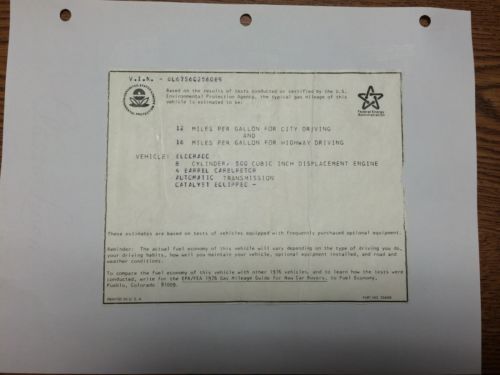 V.I.N. -
Based on the results of tests conducted or certified by the U.S.
Environmental Protection Agency, the typical gas mileage of this
vehicle is estimated to be:
Federal Energy
Administration
12 MILES PER GALLON FOR CITY DRIVING
AND
MILES PER GALLON FOR HIGHWAY DRIVING
VEHICLE: ELDORADO
8 CYLINDER, 500 CUBIC INCH DISPLACEMENT ENGINE
4 BARREL CARBURETOR
AUTOMATIC TRANSMISSION
CATALYST EQUIPPED -
These estimates are based on tests of vehicles equipped with frequently purchased optional equipment.
Reminder: The actual fuel economy of this vehicle will vary depending on the type of driving you do,
your driving habits, how well you maintain your vehicle, optional equipment installed, and road and
weather conditions.
To compare the fuel economy of this vehicle with other 1976 vehicles, and to learn how the tests were
conducted, write for the EPA/FEA 1976 Gas Mileage Guide for New Car Buyers, to Fuel Economy,
Pueblo, Colorado 81009.
PRINTED IN U.S.A.
PART NO.